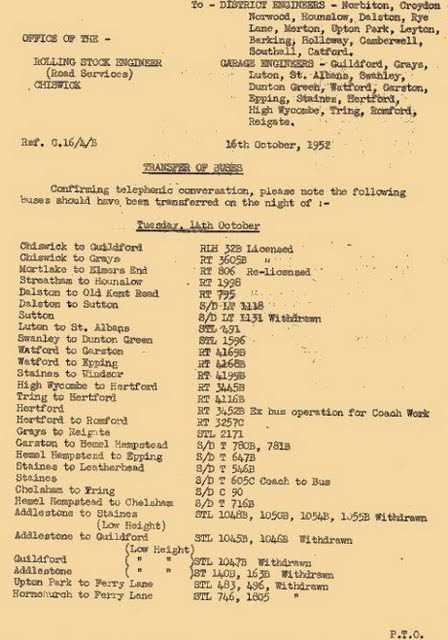 To - DISTRICT ENGINEERS - Norbiton, Croydon
Norwood, Hounslow, Dalston, Rye
Lane, Merton, Upton Park, Leyton,
Barking, Holloway, Camberwell,
Southall, Catford.
OFFICE OF THE -
ROLLING STOCK ENGINEER
(Road Services)
CHISWICK
GARAGE ENGINEERS - Guildford, Grays,
Luton, St. Albans, Swanley,
Dunton Green, Watford, Garston,
Epping, Staines, Hertford,
High Wycombe, Tring, Romford,
Reigate.
Ref. C.16/4/B
16th October, 1952
TRANSFER OF BUSES
Confirming telephonic conversation, please note the following
buses should have been transferred on the night of :-
Tuesday, 14th October
Chiswick to Guildford RLH 32B Licensed
Chiswick to Grays RT 3605B "
Mortlake to Elmers End RT 806 Re-licensed
Streatham to Hounslow RT 1998
Dalston to Old Kent Road RT 795
Dalston to Sutton S/D LT 1118
Sutton S/D LT 1131 Withdrawn
Luton to St. Albans STL 491
Swanley to Dunton Green STL 1596
Watford to Garston RT 4169B
Watford to Epping RT 4268B
Staines to Windsor RT 4199B
High Wycombe to Hertford RT 3445B
Tring to Hertford RT 4116B
Hertford RT 3452B Ex bus operation for Coach Work
Hertford to Romford RT 3257C
Grays to Reigate STL 2171
Garston to Hemel Hempstead S/D T 780B, 781B
Hemel Hempstead to Epping S/D T 647B
Staines to Leatherhead S/D T 546B
Staines S/D T 605C Coach to Bus
Chelsham to Tring S/D C 90
Hemel Hempstead to Chelsham S/D T 716B
Addlestone to Staines STL 1048B, 1050B, 1054B, 1055B Withdrawn
(Low Height)
Addlestone to Guildford STL 1045B, 1046B Withdrawn
(Low Height)
Guildford ( " " ) STL 1047B Withdrawn
Addlestone ( " " ) ST 140B, 163B Withdrawn
Upton Park to Ferry Lane STL 483, 496, Withdrawn
Hornchurch to Ferry Lane STL 746, 1805 "
P.T.O.